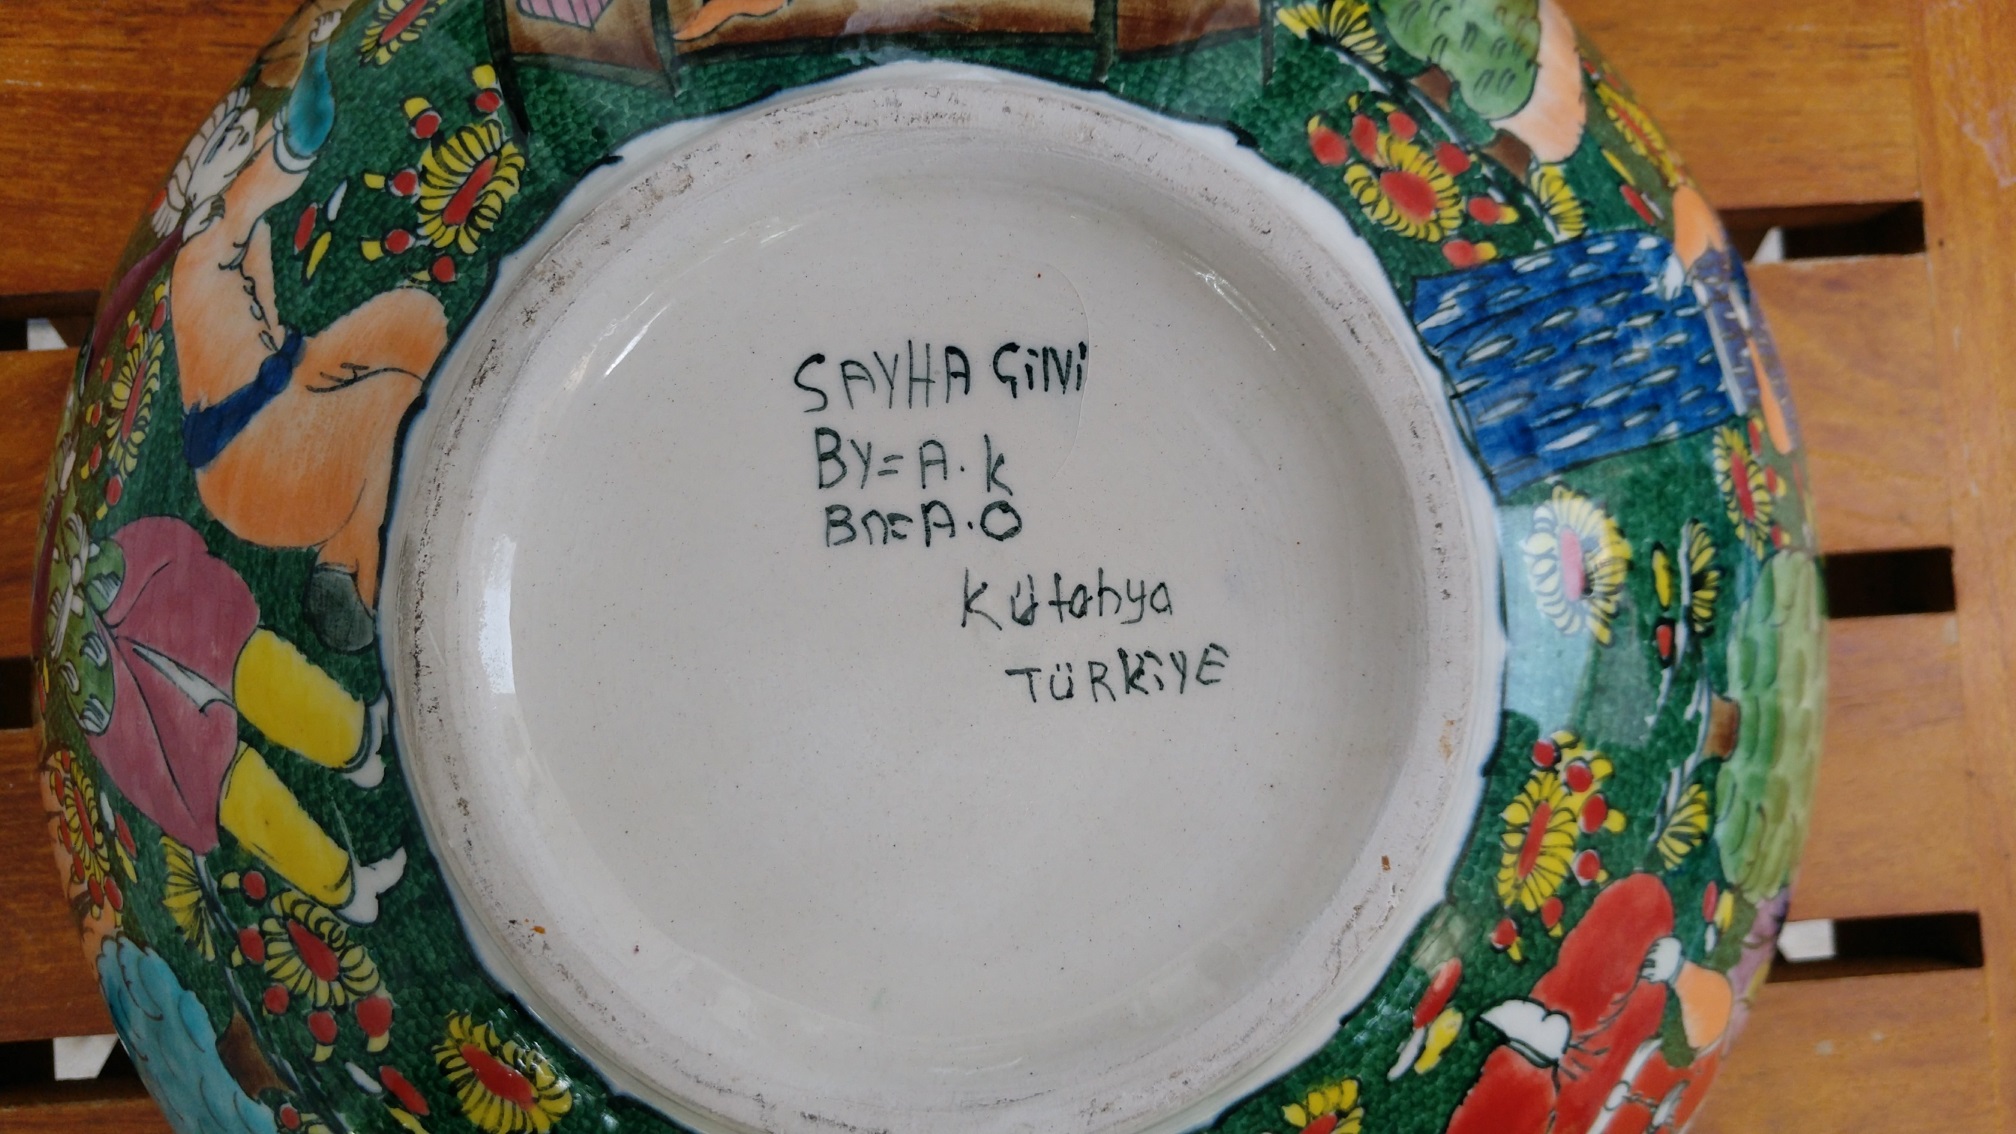 SAYHA ÇiNi
By=A.k
Bn=A.O
Kütahya
TÜRKiYE